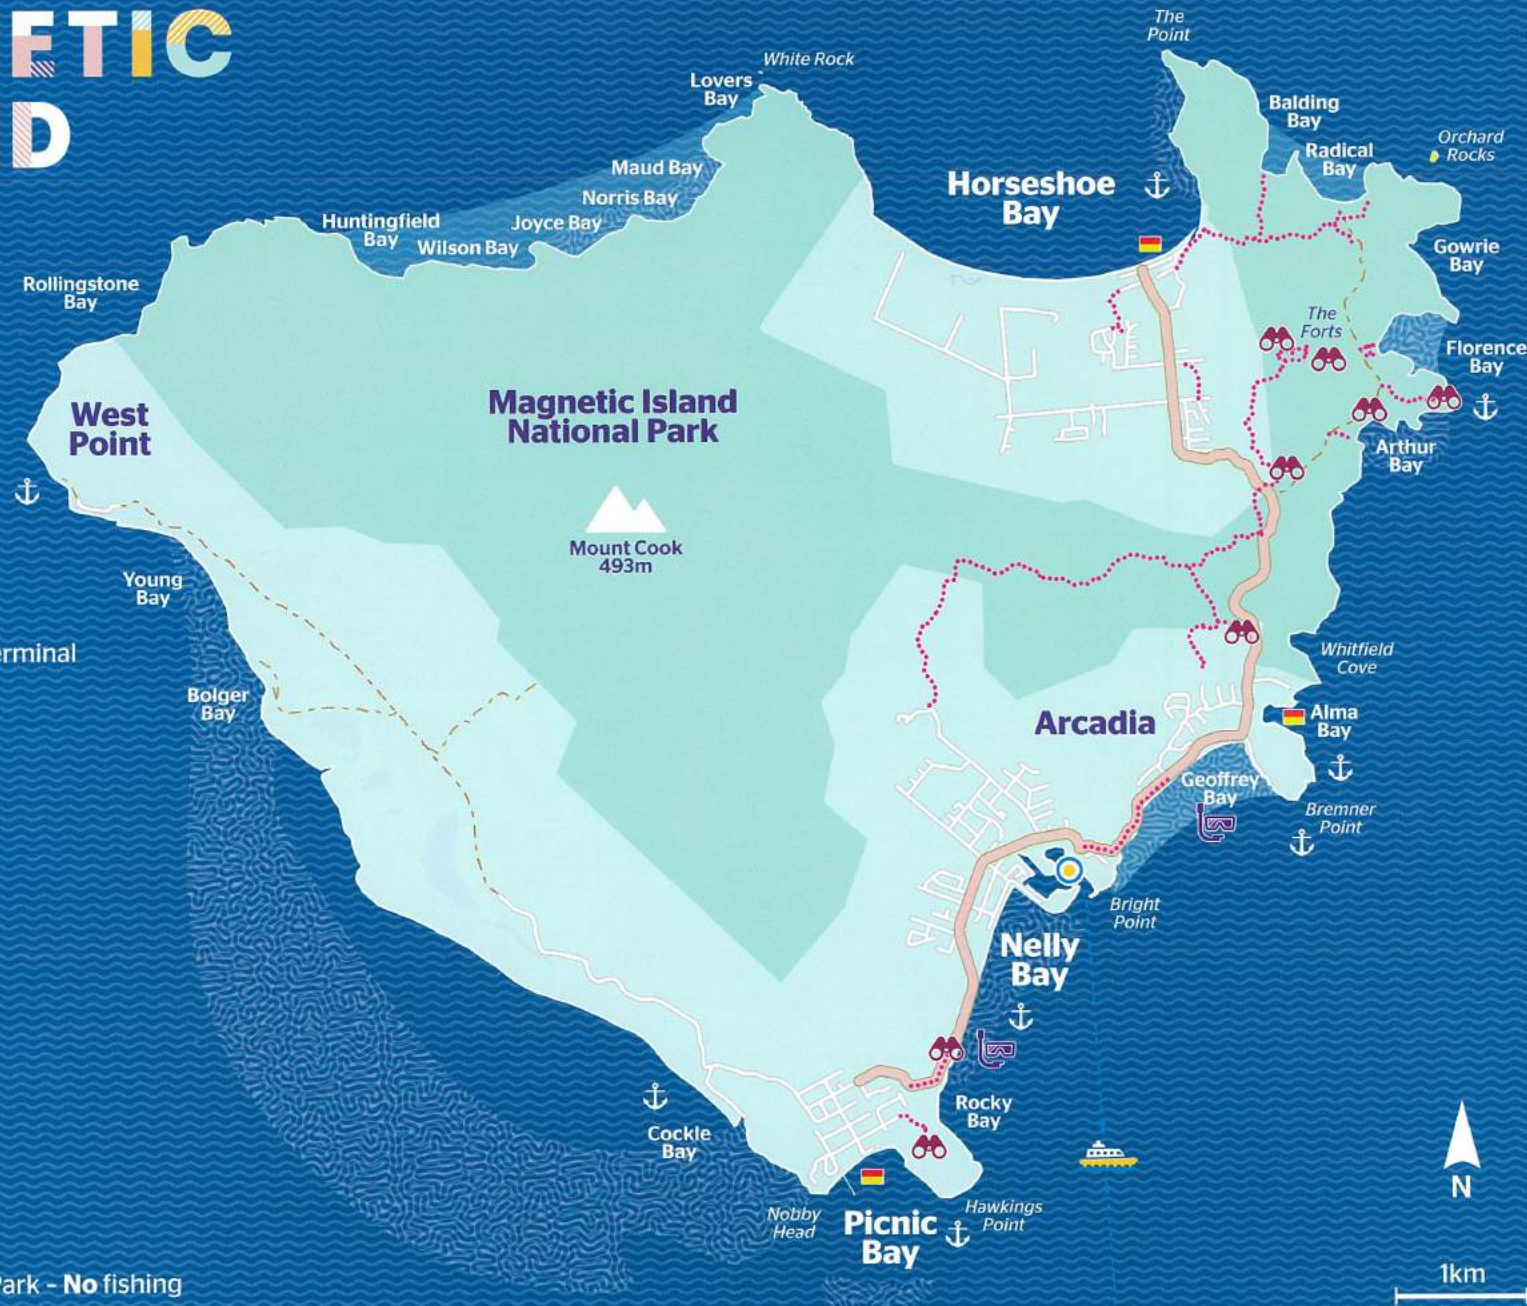 ETIC
D
The
Point
White Rock
Lovers
Bay
Balding
Bay
Orchard
Rocks
Radical
Bay
Maud Bay
Horseshoe
Bay
Norris Bay
Huntingfield
Bay
Joyce Bay
Wilson Bay
Gowrie
Bay
Rollingstone
Bay
The
Forts
Florence
Bay
West
Point
Magnetic Island
National Park
Arthur
Bay
Mount Cook
493m
Young
Bay
erminal
Whitfield
Cove
Bolger
Bay
Arcadia
Alma
Bay
Geoffrey
Bay
Bremner
Point
Bright
Point
Nelly
Bay
Rocky
Bay
Cockle
Bay
N
Nobby
Head
Picnic
Bay
Hawkings
Point
Park - No fishing
1km